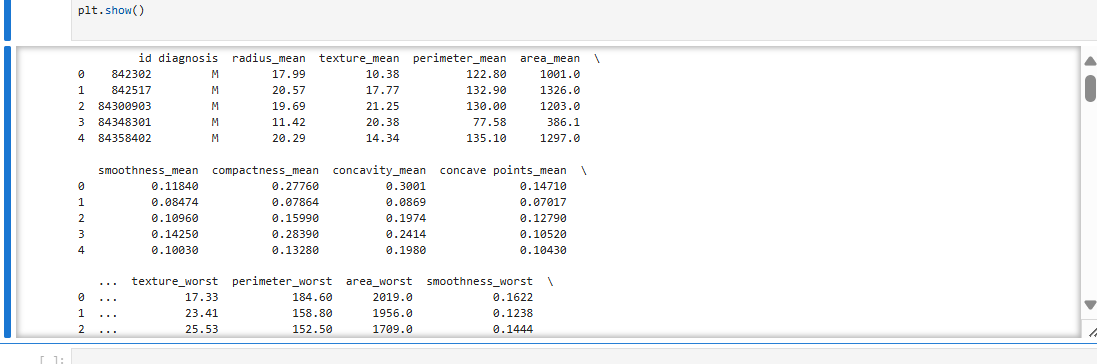 plt.show()
id diagnosis radius_mean texture_mean perimeter_mean area_mean \
0 842302 M 17.99 10.38 122.80 1001.0
1 842517 M 20.57 17.77 132.90 1326.0
2 84300903 M 19.69 21.25 130.00 1203.0
3 84348301 M 11.42 20.38 77.58 386.1
4 84358402 M 20.29 14.34 135.10 1297.0
smoothness_mean compactness_mean concavity_mean concave points_mean \
0 0.11840 0.27760 0.3001 0.14710
1 0.08474 0.07864 0.0869 0.07017
2 0.10960 0.15990 0.1974 0.12790
3 0.14250 0.28390 0.2414 0.10520
4 0.10030 0.13280 0.1980 0.10430
... texture_worst perimeter_worst area_worst smoothness_worst \
0 ... 17.33 184.60 2019.0 0.1622
1 ... 23.41 158.80 1956.0 0.1238
2 ... 25.53 152.50 1709.0 0.1444
[ ]: